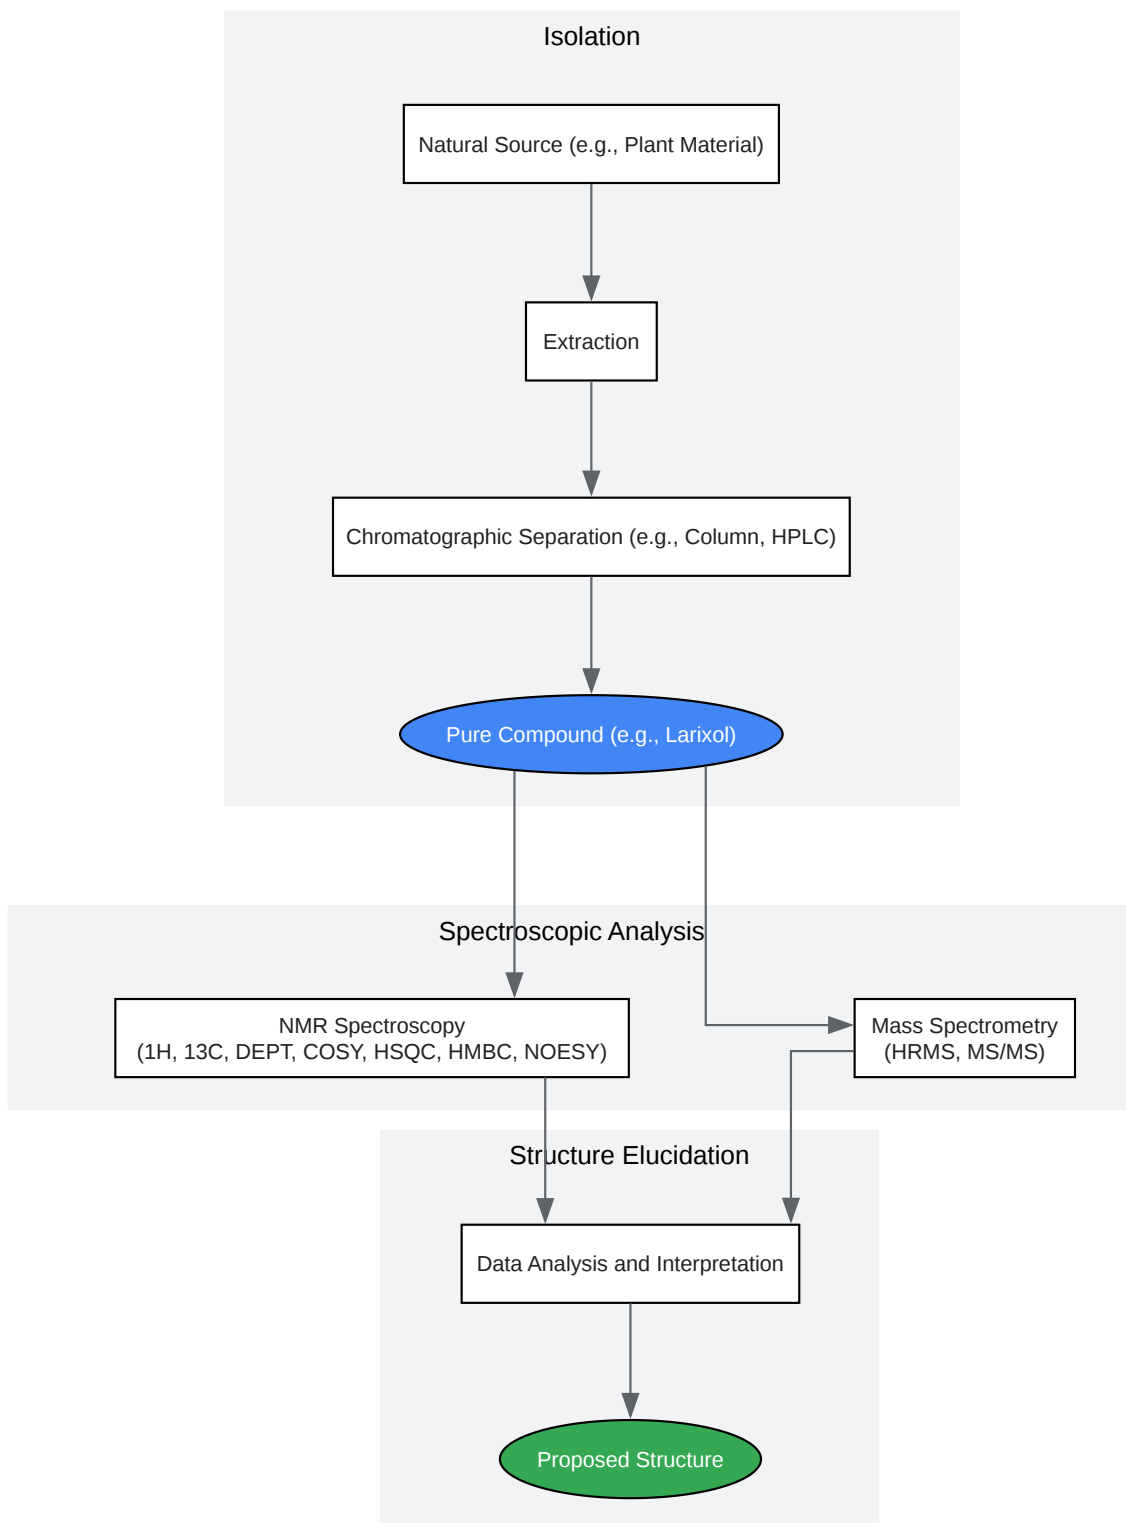 Isolation
Natural Source (e.g., Plant Material)
Extraction
Chromatographic Separation (e.g., Column, HPLC)
Pure Compound (e.g., Larixol)
Spectroscopic Analysis
NMR Spectroscopy
(1H, 13C, DEPT, COSY, HSQC, HMBC, NOESY)
Mass Spectrometry
(HRMS, MS/MS)
Structure Elucidation
Data Analysis and Interpretation
Proposed Structure